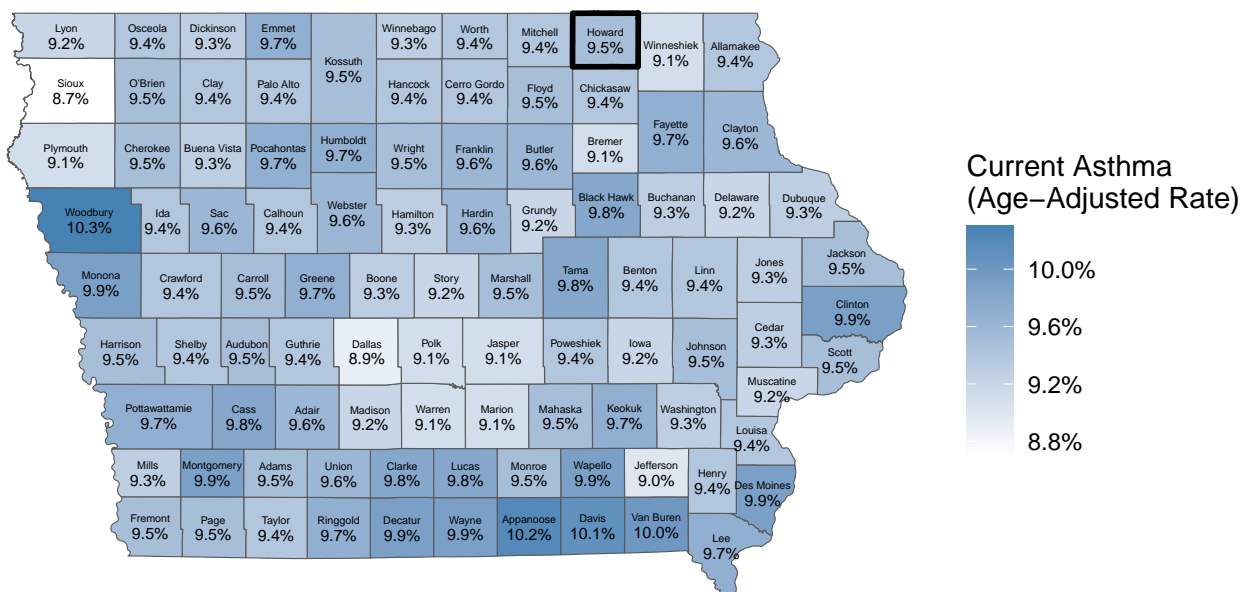 Lyon
9.2%
Osceola
9.4%
Dickinson
9.3%
Emmet
9.7%
Kossuth
9.5%
Winnebago
9.3%
Worth
9.4%
Mitchell
9.4%
Howard
9.5%
Winneshiek
9.1%
Allamakee
9.4%
Sioux
8.7%
O'Brien
9.5%
Clay
9.4%
Palo Alto
9.4%
Hancock
9.4%
Cerro Gordo
9.4%
Floyd
9.5%
Chickasaw
9.4%
Fayette
9.7%
Clayton
9.6%
Plymouth
9.1%
Cherokee
9.5%
Buena Vista
9.3%
Pocahontas
9.7%
Humboldt
9.7%
Wright
9.5%
Franklin
9.6%
Butler
9.6%
Bremer
9.1%
Woodbury
10.3%
Ida
9.4%
Sac
9.6%
Calhoun
9.4%
Webster
9.6%
Hamilton
9.3%
Hardin
9.6%
Grundy
9.2%
Black Hawk
9.8%
Buchanan
9.3%
Delaware
9.2%
Dubuque
9.3%
Monona
9.9%
Crawford
9.4%
Carroll
9.5%
Greene
9.7%
Boone
9.3%
Story
9.2%
Marshall
9.5%
Tama
9.8%
Benton
9.4%
Linn
9.4%
Jones
9.3%
Jackson
9.5%
Clinton
9.9%
Harrison
9.5%
Shelby
9.4%
Audubon
9.5%
Guthrie
9.4%
Dallas
8.9%
Polk
9.1%
Jasper
9.1%
Poweshiek
9.4%
Iowa
9.2%
Johnson
9.5%
Cedar
9.3%
Scott
9.5%
Muscatine
9.2%
Pottawattamie
9.7%
Cass
9.8%
Adair
9.6%
Madison
9.2%
Warren
9.1%
Marion
9.1%
Mahaska
9.5%
Keokuk
9.7%
Washington
9.3%
Louisa
9.4%
Mills
9.3%
Montgomery
9.9%
Adams
9.5%
Union
9.6%
Clarke
9.8%
Lucas
9.8%
Monroe
9.5%
Wapello
9.9%
Jefferson
9.0%
Henry
9.4%
Des Moines
9.9%
Fremont
9.5%
Page
9.5%
Taylor
9.4%
Ringgold
9.7%
Decatur
9.9%
Wayne
9.9%
Appanoose
10.2%
Davis
10.1%
Van Buren
10.0%
Lee
9.7%
Current Asthma
(Age−Adjusted Rate)
10.0%
9.6%
9.2%
8.8%